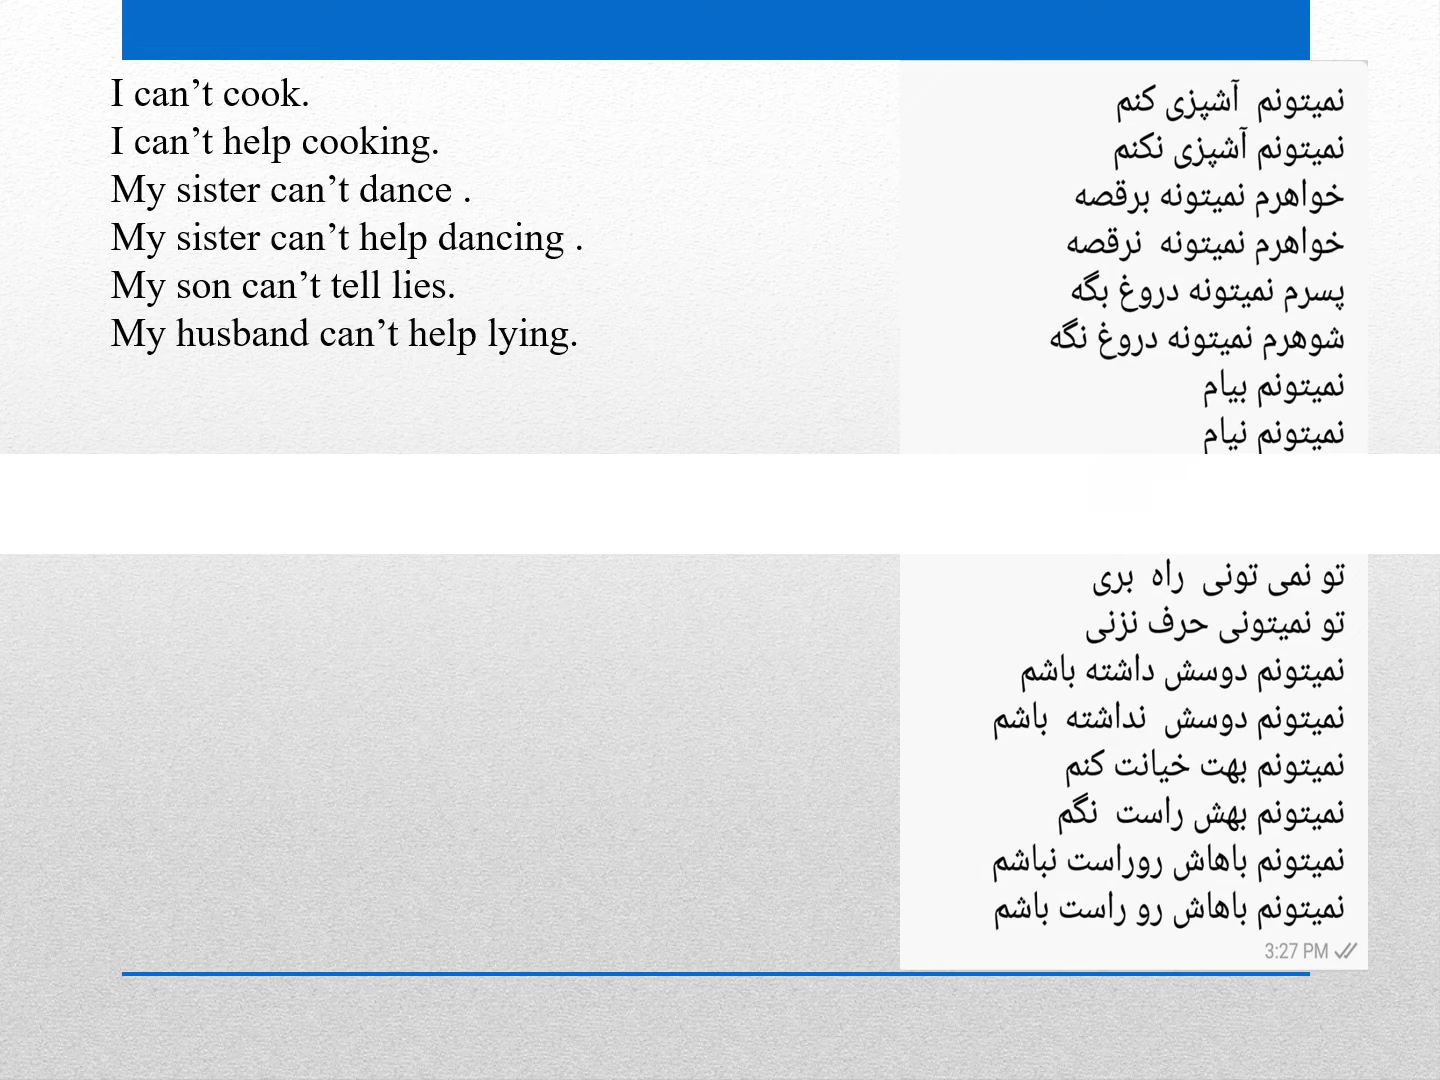 I can’t cook.
I can’t help cooking.
My sister can’t dance .
My sister can’t help dancing .
My son can’t tell lies.
My husband can’t help lying.
نمیتونم آشپزی کنم
نمیتونم آشپزی نکنم
خواهرم نمیتونه برقصه
خواهرم نمیتونه نرقصه
پسرم نمیتونه دروغ بگه
شوهرم نمیتونه دروغ نگه
نمیتونم بیام
نمیتونم نیام
تو نمی تونی راه بری
تو نمیتونی حرف نزنی
نمیتونم دوسش داشته باشم
نمیتونم دوسش نداشته باشم
نمیتونم بهت خیانت کنم
نمیتونم بهش راست نگم
نمیتونم باهاش روراست نباشم
نمیتونم باهاش رو راست باشم
3:27 PM